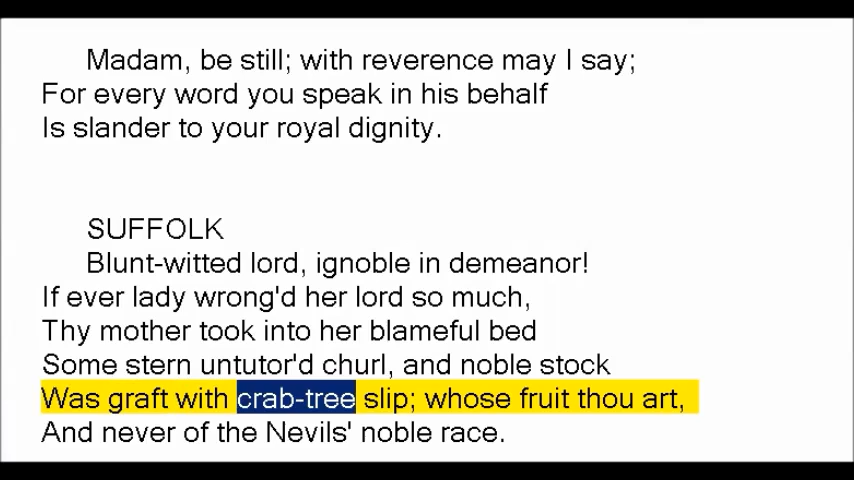 Madam, be still; with reverence may I say;
For every word you speak in his behalf
Is slander to your royal dignity.
SUFFOLK
Blunt-witted lord, ignoble in demeanor!
If ever lady wrong'd her lord so much,
Thy mother took into her blameful bed
Some stern untutor'd churl, and noble stock
Was graft with crab-tree slip; whose fruit thou art,
And never of the Nevils' noble race.